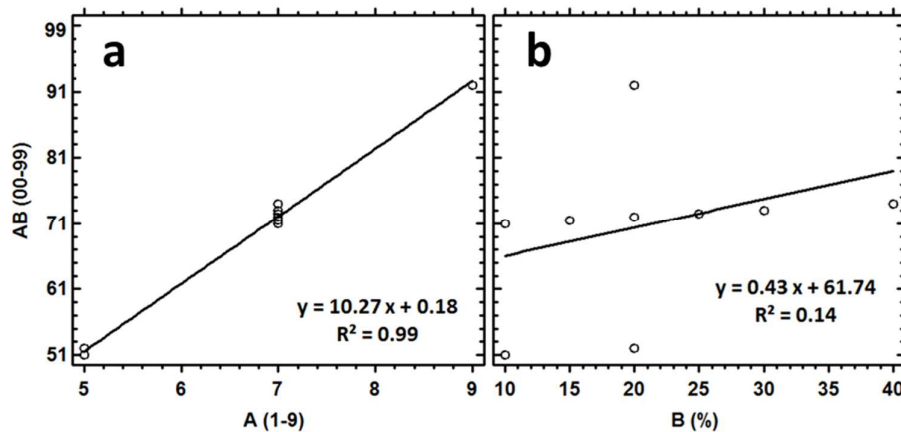 a
b
AB (00-99)
99
91
81
71
61
51
y = 10.27 x + 0.18
R² = 0.99
y = 0.43 x + 61.74
R² = 0.14
5 6 7 8 9
10 15 20 25 30 35 40
A (1-9)
B (%)